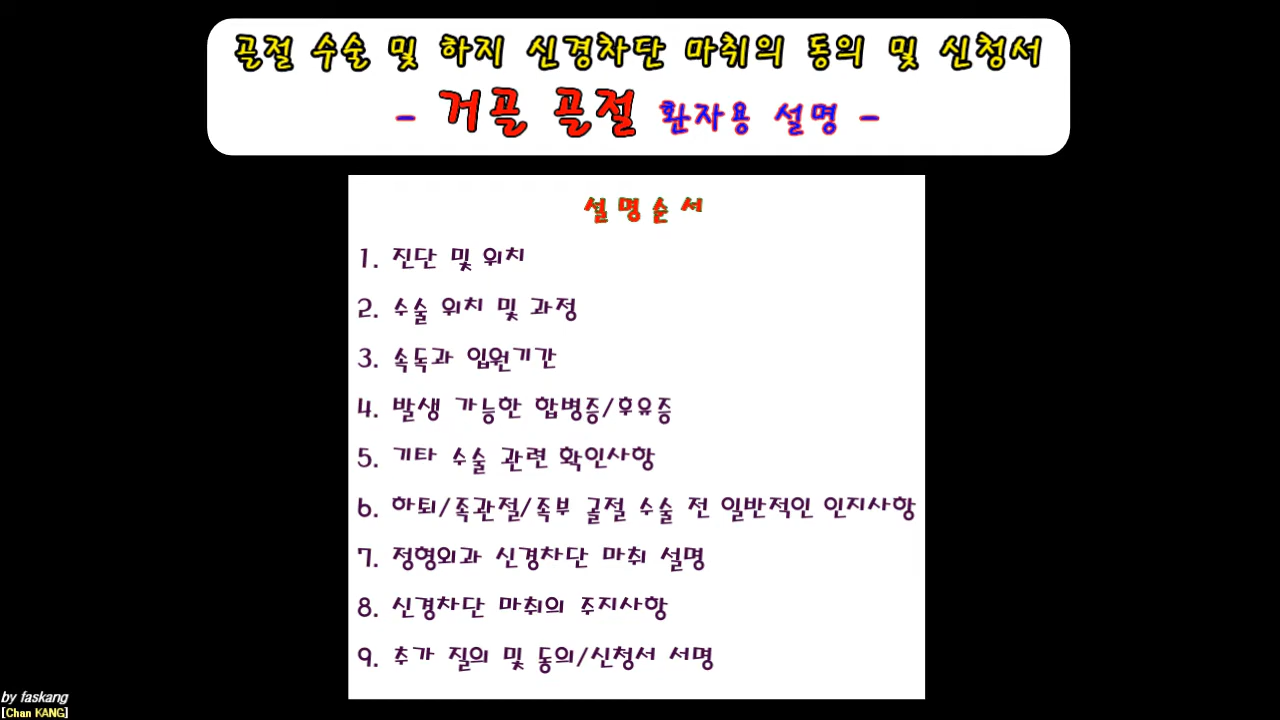 골절 수술 및 하지 신경차단 마취의 동의 및 신청서
- 거골 골절 환자용 설명 -
설명순서
1. 진단 및 위치
2. 수술 위치 및 과정
3. 속독과 입원기간
4. 발생 가능한 합병증/후유증
5. 기타 수술 관련 확인사항
6. 하퇴/족관절/족부 골절 수술 전 일반적인 인지사항
7. 정형외과 신경차단 마취 설명
8. 신경차단 마취의 주지사항
9. 추가 질의 및 동의/신청서 서명
by faskang
[Chan KANG]